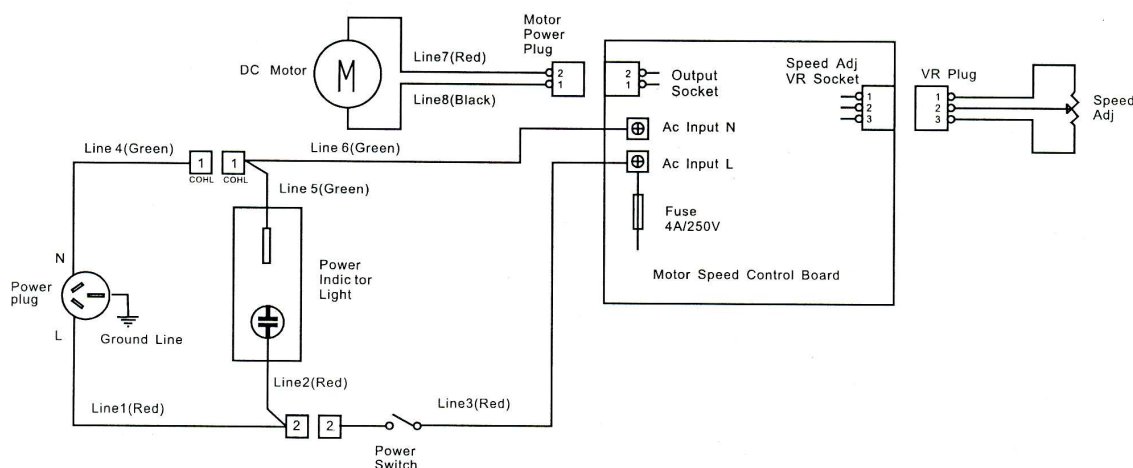 Motor
Power
Plug
DC Motor
M
Line7(Red)
Line8(Black)
2
1
2
1
Output
Socket
Speed Adj
VR Socket
1
2
3
VR Plug
1
2
3
Speed
Adj
Ac Input N
Ac Input L
Fuse
4A/250V
Motor Speed Control Board
Line 4(Green)
1
COHL
1
COHL
Line 6(Green)
Line 5(Green)
N
Power
plug
L
Ground Line
Power
Indic tor
Light
Line2(Red)
Line1(Red)
2
2
Line3(Red)
Power
Switch